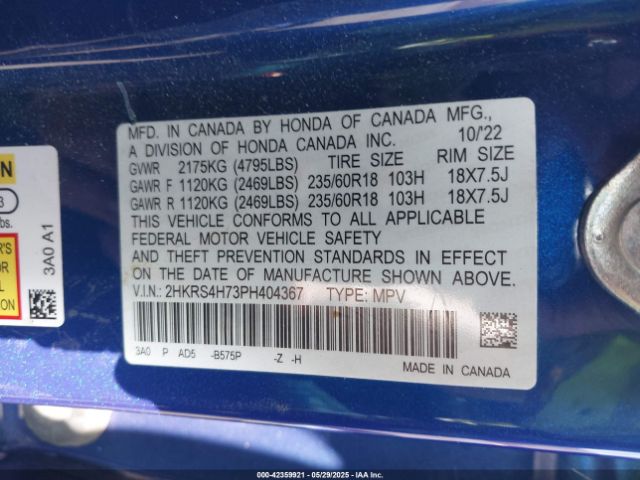 MFD. IN CANADA BY HONDA OF CANADA MFG.,
A DIVISION OF HONDA CANADA INC. 10/'22
GVWR 2175KG (4795LBS) TIRE SIZE RIM SIZE
GAWR F 1120KG (2469LBS) 235/60R18 103H 18X7.5J
GAWR R 1120KG (2469LBS) 235/60R18 103H 18X7.5J
THIS VEHICLE CONFORMS TO ALL APPLICABLE
FEDERAL MOTOR VEHICLE SAFETY
AND THEFT PREVENTION STANDARDS IN EFFECT
ON THE DATE OF MANUFACTURE SHOWN ABOVE.
V.I.N.: 2HKRS4H73PH404367 TYPE: MPV
3A0 P AD5 -B575P -Z -H
MADE IN CANADA
3A0 A1
000-42359921 - 05/29/2025 - IAA Inc.